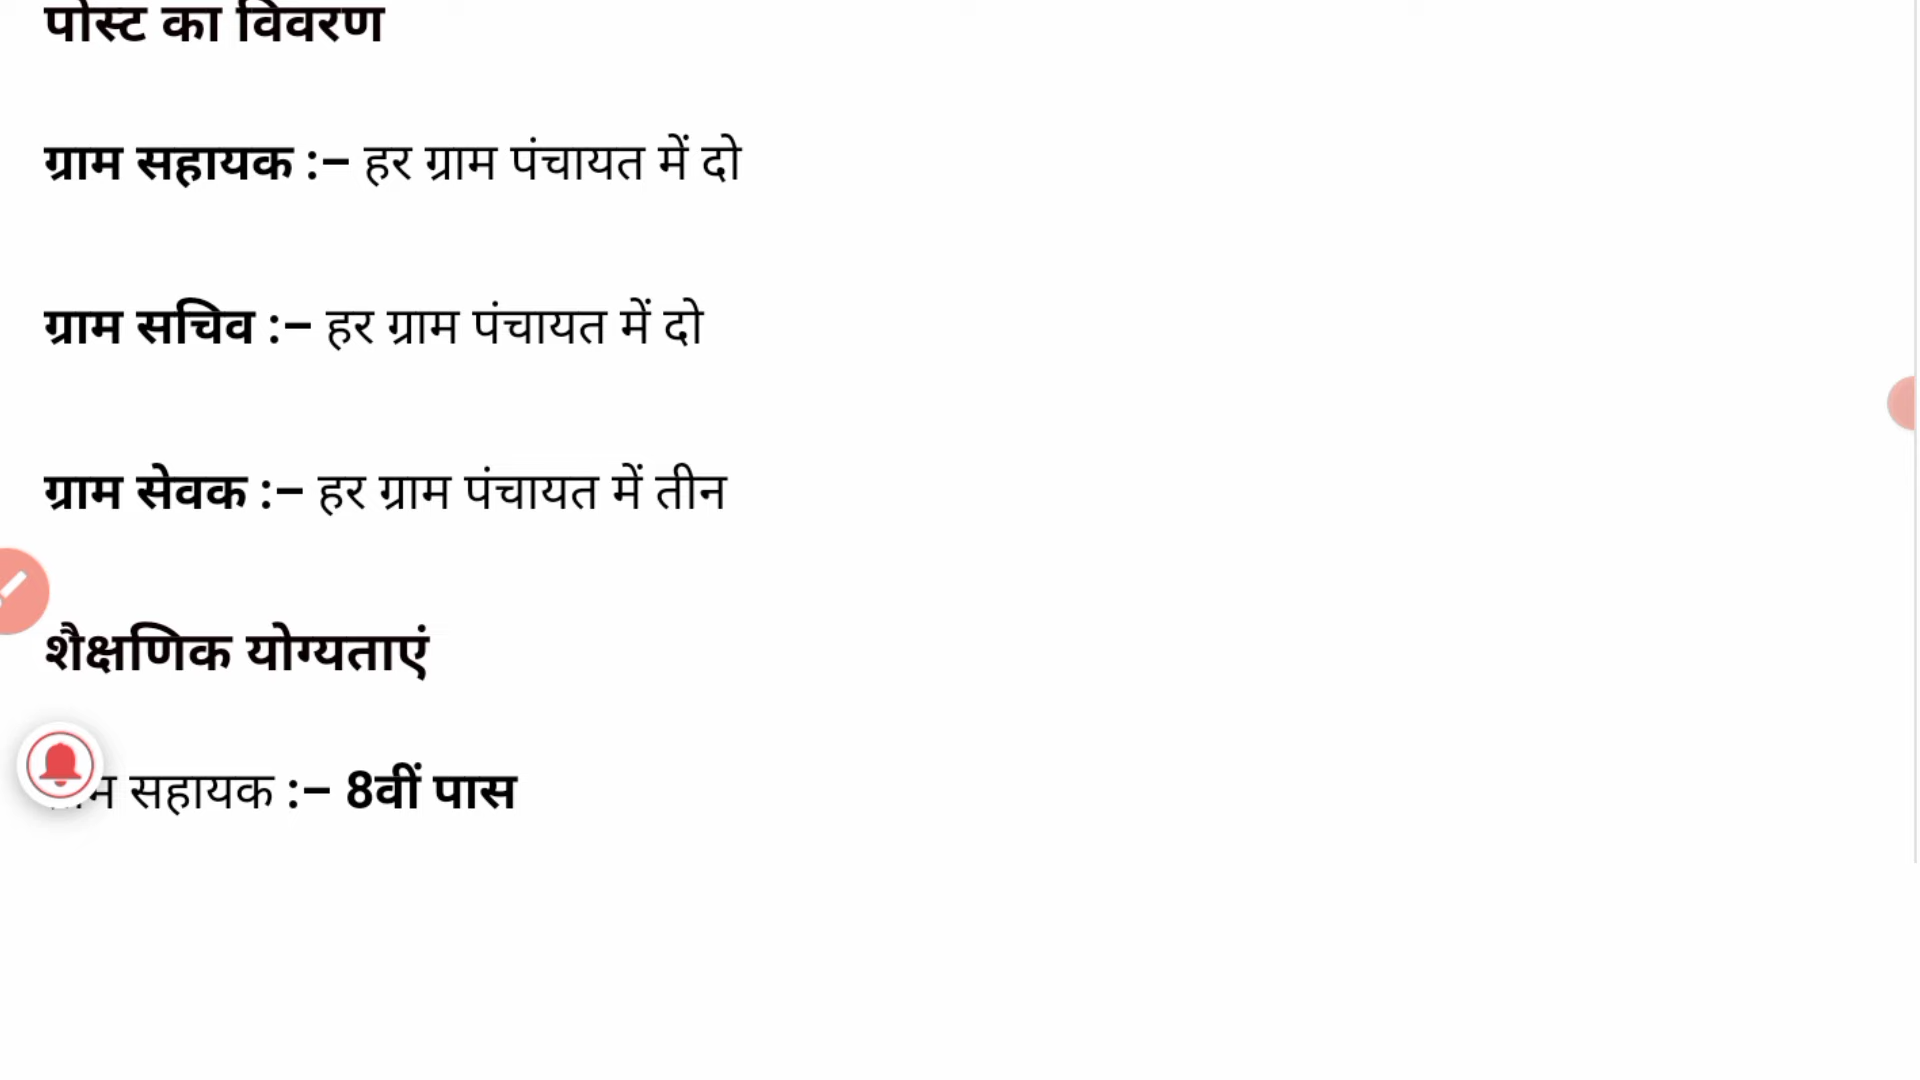 पोस्ट का विवरण
ग्राम सहायक :– हर ग्राम पंचायत में दो
ग्राम सचिव :– हर ग्राम पंचायत में दो
ग्राम सेवक :– हर ग्राम पंचायत में तीन
शैक्षणिक योग्यताएं
सहायक :– 8वीं पास